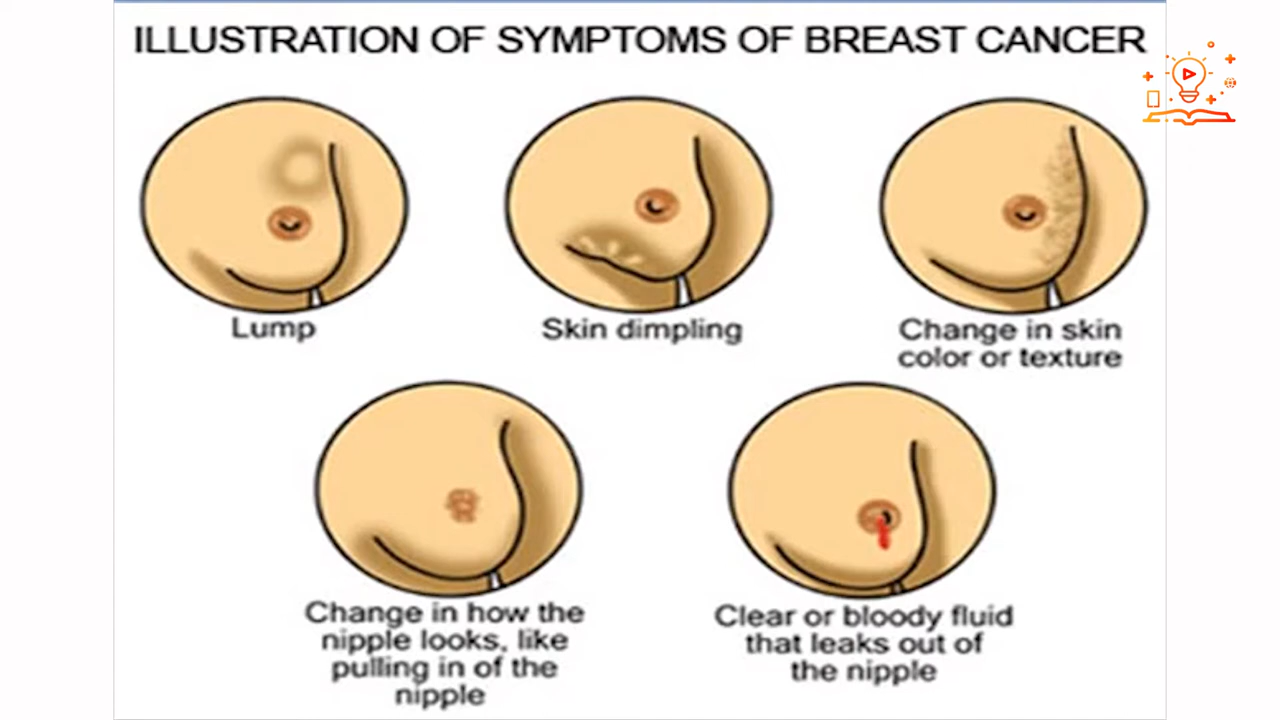 ILLUSTRATION OF SYMPTOMS OF BREAST CANCER
Lump
Skin dimpling
Change in skin
color or texture
Change in how the
nipple looks, like
pulling in of the
nipple
Clear or bloody fluid
that leaks out of
the nipple